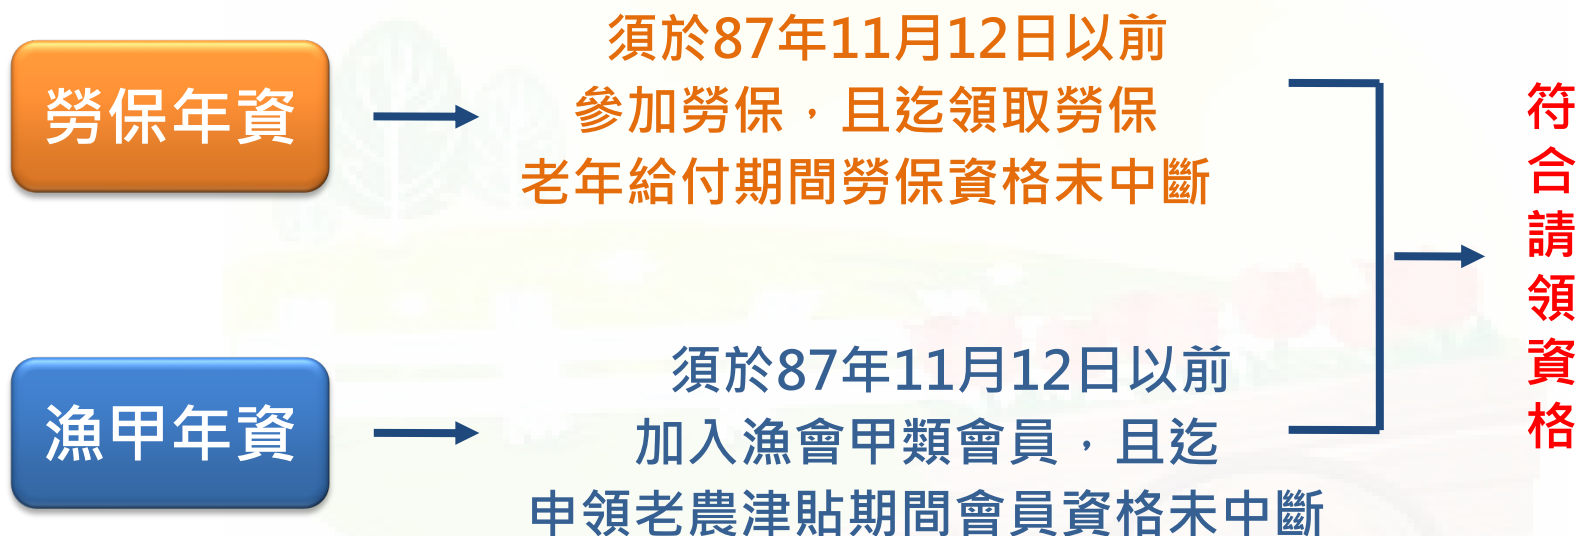 勞保年資
須於87年11月12日以前
參加勞保，且迄領取勞保
老年給付期間勞保資格未中斷
漁甲年資
須於87年11月12日以前
加入漁會甲類會員，且迄
申領老農津貼期間會員資格未中斷
符合請領資格